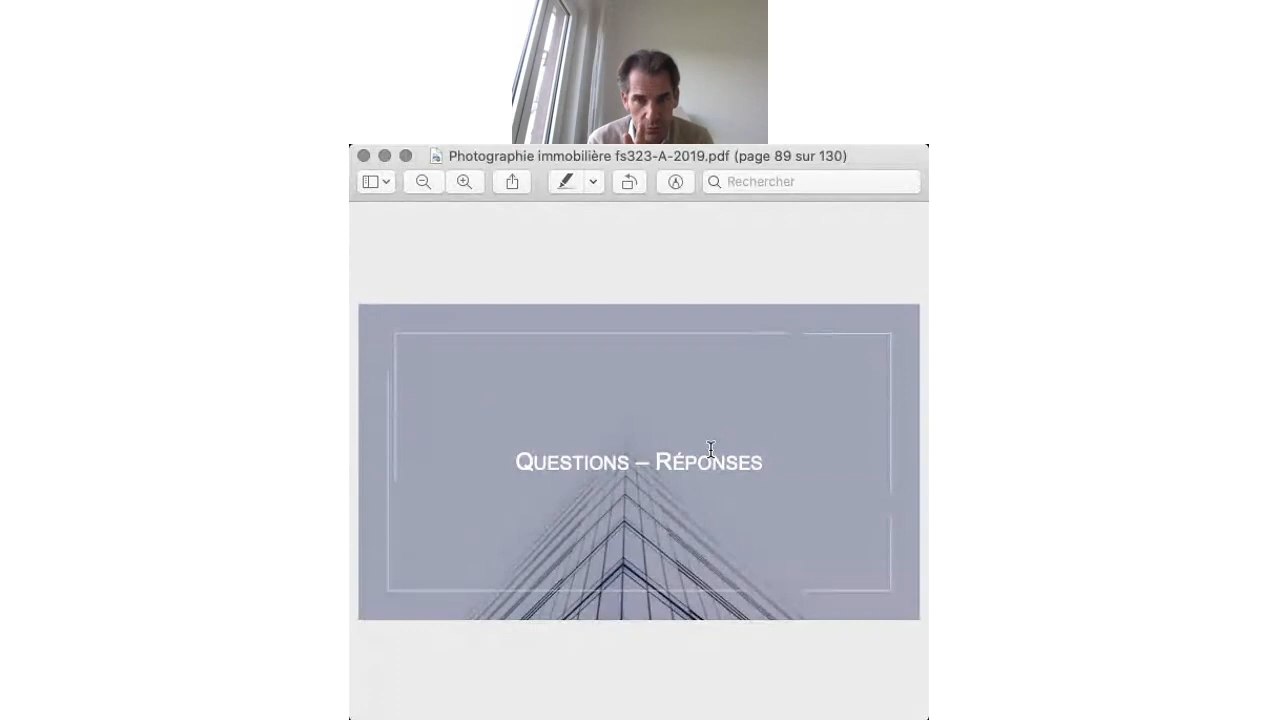 Photographie immobilière fs323-A-2019.pdf (page 89 sur 130)
Rechercher
QUESTIONS – RÉPONSES